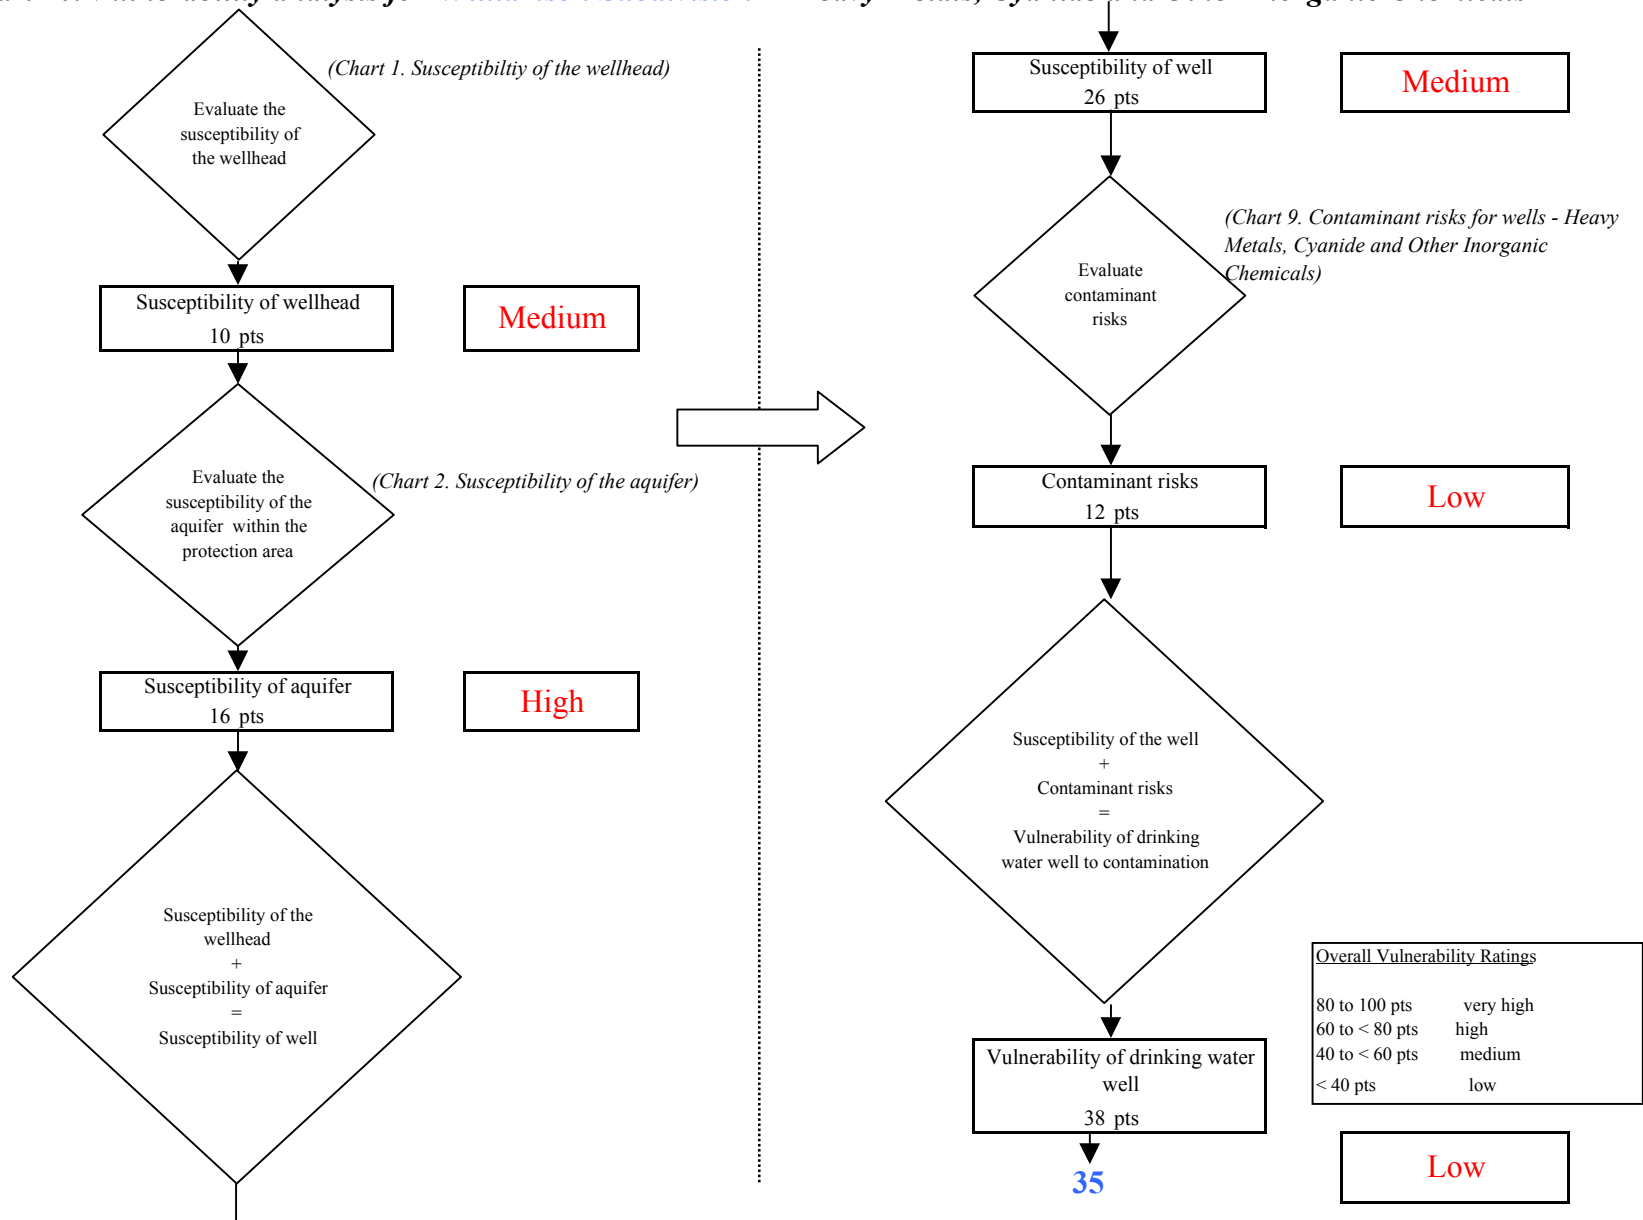 (Chart 1. Susceptibiltiy of the wellhead)
Evaluate the
susceptibility of
the wellhead
Susceptibility of wellhead
10 pts
Medium
Evaluate the
susceptibility of the
aquifer within the
protection area
(Chart 2. Susceptibility of the aquifer)
Susceptibility of aquifer
16 pts
High
Susceptibility of the
wellhead
+
Susceptibility of aquifer
=
Susceptibility of well
Susceptibility of well
26 pts
Medium
(Chart 9. Contaminant risks for wells - Heavy
Metals, Cyanide and Other Inorganic
Chemicals)
Evaluate
contaminant
risks
Contaminant risks
12 pts
Low
Susceptibility of the well
+
Contaminant risks
=
Vulnerability of drinking
water well to contamination
Overall Vulnerability Ratings
80 to 100 pts very high
60 to < 80 pts high
40 to < 60 pts medium
< 40 pts low
Vulnerability of drinking water
well
38 pts
35
Low